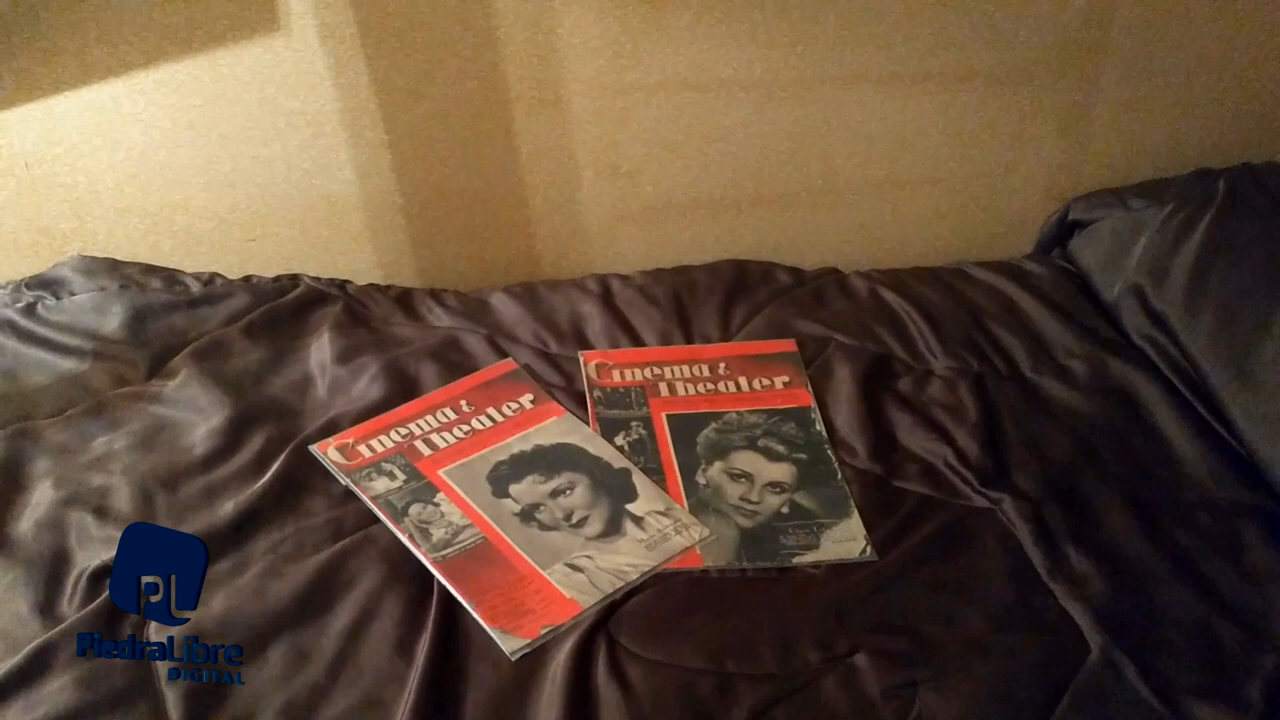 Cinema &
Theater
Cinema &
Theater
PL
PiedraLibre
DIGITAL